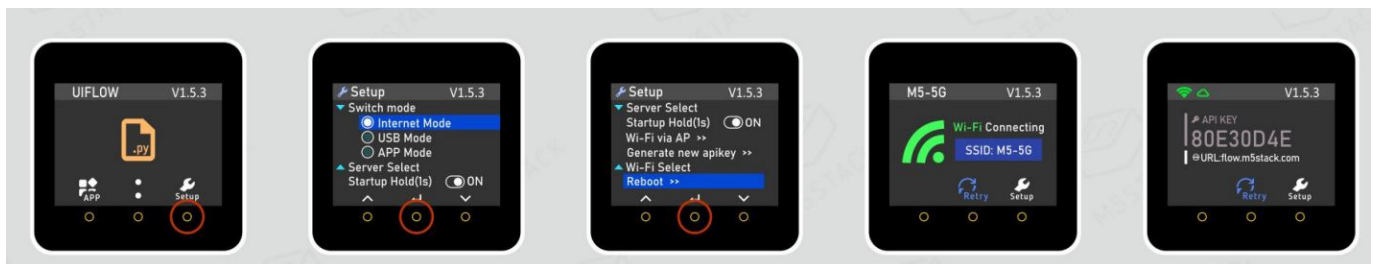 UIFLOW V1.5.3
.py
APP Setup
Setup V1.5.3
Switch mode
Internet Mode
USB Mode
APP Mode
Server Select
Startup Hold(1s) ON
Setup V1.5.3
Server Select
Startup Hold(1s) ON
Wi-Fi via AP >>
Generate new apikey >>
Wi-Fi Select
Reboot >>
M5-5G V1.5.3
Wi-Fi Connecting
SSID: M5-5G
Retry Setup
V1.5.3
API KEY
80E30D4E
URL:flow.m5stack.com
Retry Setup